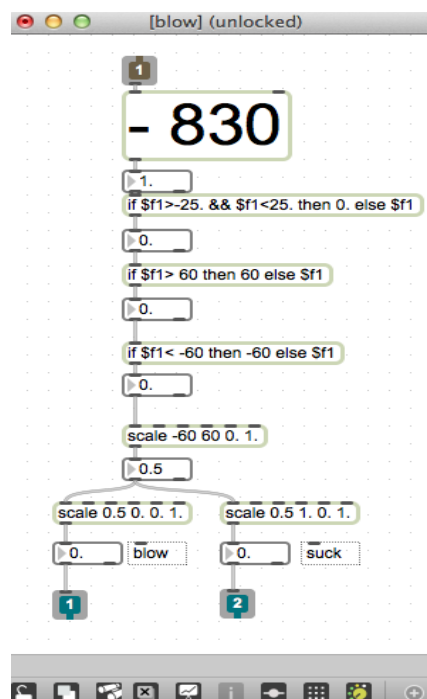 [blow] (unlocked)
1
- 830
1.
if $f1>-25. && $f1<25. then 0. else $f1
0.
if $f1> 60 then 60 else $f1
0.
if $f1< -60 then -60 else $f1
0.
scale -60 60 0. 1.
0.5
scale 0.5 0. 0. 1. scale 0.5 1. 0. 1.
0. blow 0. suck
1 2